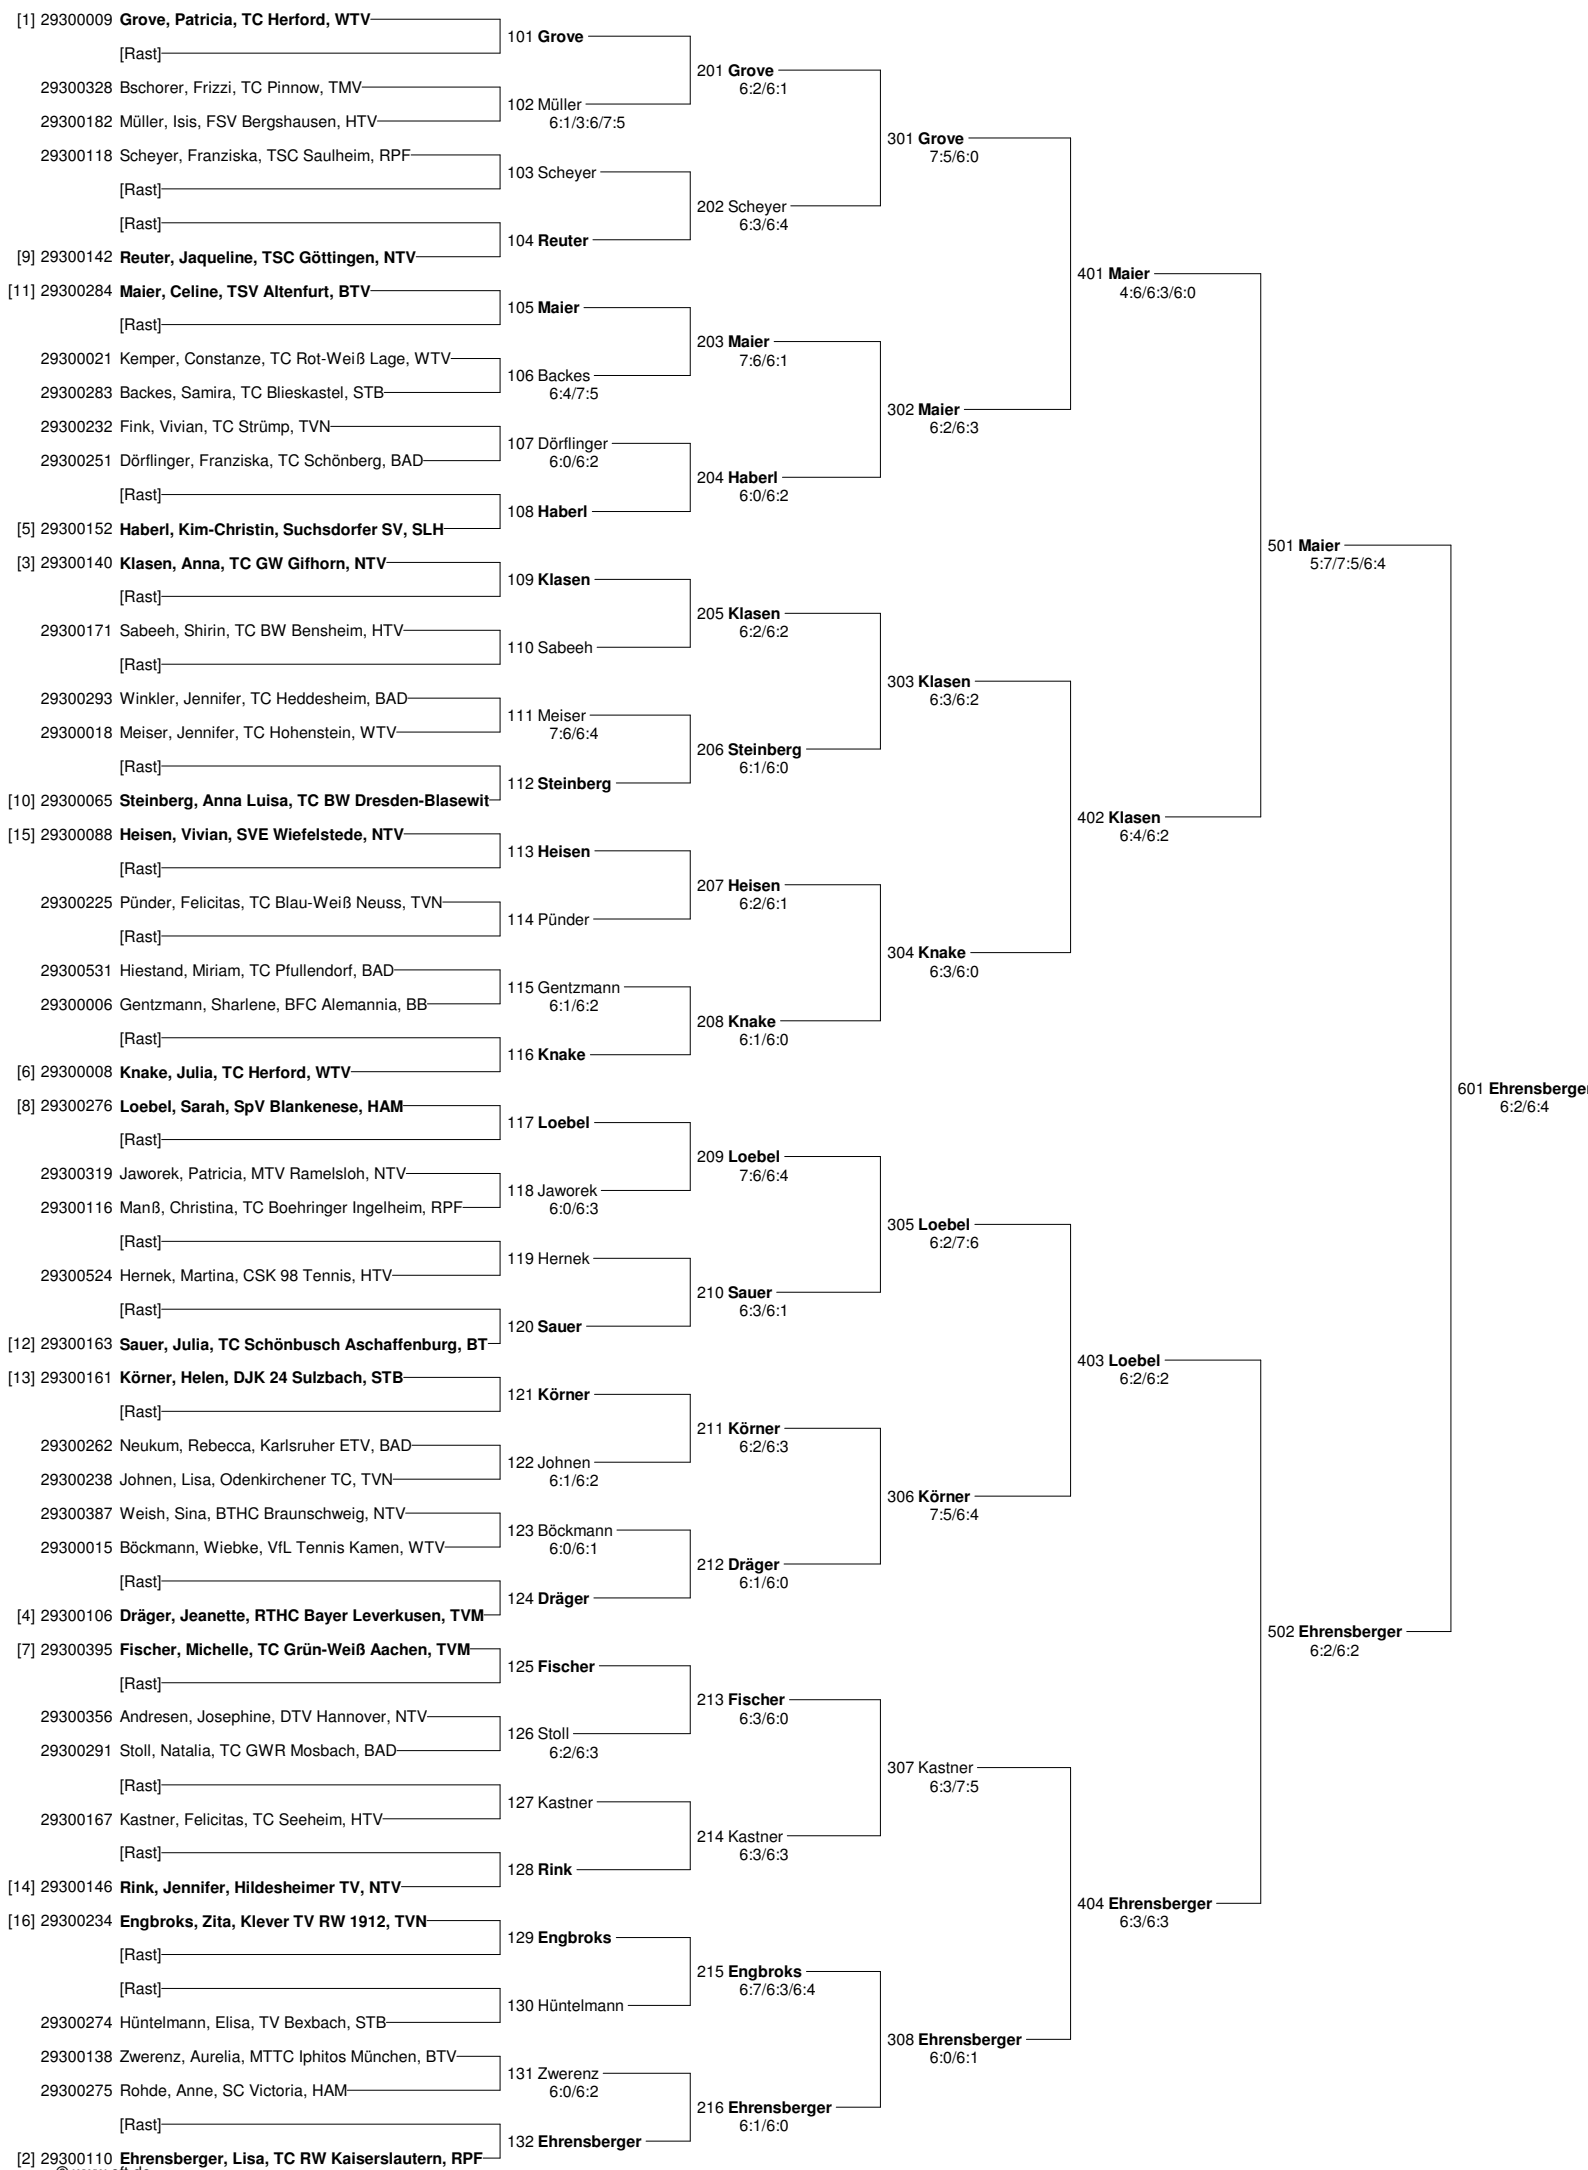 [1] 29300009 Grove, Patricia, TC Herford, WTV
101 Grove
[Rast]
201 Grove
6:2/6:1
29300328 Bschorer, Frizzi, TC Pinnow, TMV
102 Müller
6:1/3:6/7:5
29300182 Müller, Isis, FSV Bergshausen, HTV
301 Grove
7:5/6:0
29300118 Scheyer, Franziska, TSC Saulheim, RPF
103 Scheyer
[Rast]
202 Scheyer
6:3/6:4
[Rast]
104 Reuter
[9] 29300142 Reuter, Jaqueline, TSC Göttingen, NTV
401 Maier
4:6/6:3/6:0
[11] 29300284 Maier, Celine, TSV Altenfurt, BTV
105 Maier
[Rast]
203 Maier
7:6/6:1
29300021 Kemper, Constanze, TC Rot-Weiß Lage, WTV
106 Backes
6:4/7:5
29300283 Backes, Samira, TC Blieskastel, STB
302 Maier
6:2/6:3
29300232 Fink, Vivian, TC Strümp, TVN
107 Dörflinger
6:0/6:2
29300251 Dörflinger, Franziska, TC Schönberg, BAD
204 Haberl
6:0/6:2
[Rast]
108 Haberl
[5] 29300152 Haberl, Kim-Christin, Suchsdorfer SV, SLH
501 Maier
5:7/7:5/6:4
[3] 29300140 Klasen, Anna, TC GW Gifhorn, NTV
109 Klasen
[Rast]
205 Klasen
6:2/6:2
29300171 Sabeeh, Shirin, TC BW Bensheim, HTV
110 Sabeeh
[Rast]
303 Klasen
6:3/6:2
29300293 Winkler, Jennifer, TC Heddesheim, BAD
111 Meiser
7:6/6:4
29300018 Meiser, Jennifer, TC Hohenstein, WTV
206 Steinberg
6:1/6:0
[Rast]
112 Steinberg
[10] 29300065 Steinberg, Anna Luisa, TC BW Dresden-Blasewit
402 Klasen
6:4/6:2
[15] 29300088 Heisen, Vivian, SVE Wiefelstede, NTV
113 Heisen
[Rast]
207 Heisen
6:2/6:1
29300225 Pünder, Felicitas, TC Blau-Weiß Neuss, TVN
114 Pünder
[Rast]
304 Knake
6:3/6:0
29300531 Hiestand, Miriam, TC Pfullendorf, BAD
115 Gentzmann
6:1/6:2
29300006 Gentzmann, Sharlene, BFC Alemannia, BB
208 Knake
6:1/6:0
[Rast]
116 Knake
[6] 29300008 Knake, Julia, TC Herford, WTV
601 Ehrensberger
6:2/6:4
[8] 29300276 Loebel, Sarah, SpV Blankenese, HAM
117 Loebel
[Rast]
209 Loebel
7:6/6:4
29300319 Jaworek, Patricia, MTV Ramelsloh, NTV
118 Jaworek
6:0/6:3
29300116 Manß, Christina, TC Boehringer Ingelheim, RPF
305 Loebel
6:2/7:6
[Rast]
119 Hernek
29300524 Hernek, Martina, CSK 98 Tennis, HTV
210 Sauer
6:3/6:1
[Rast]
120 Sauer
[12] 29300163 Sauer, Julia, TC Schönbusch Aschaffenburg, BT
403 Loebel
6:2/6:2
[13] 29300161 Körner, Helen, DJK 24 Sulzbach, STB
121 Körner
[Rast]
211 Körner
6:2/6:3
29300262 Neukum, Rebecca, Karlsruher ETV, BAD
122 Johnen
6:1/6:2
29300238 Johnen, Lisa, Odenkirchener TC, TVN
306 Körner
7:5/6:4
29300387 Weish, Sina, BTHC Braunschweig, NTV
123 Böckmann
6:0/6:1
29300015 Böckmann, Wiebke, VfL Tennis Kamen, WTV
212 Dräger
6:1/6:0
[Rast]
124 Dräger
[4] 29300106 Dräger, Jeanette, RTHC Bayer Leverkusen, TVM
502 Ehrensberger
6:2/6:2
[7] 29300395 Fischer, Michelle, TC Grün-Weiß Aachen, TVM
125 Fischer
[Rast]
213 Fischer
6:3/6:0
29300356 Andresen, Josephine, DTV Hannover, NTV
126 Stoll
6:2/6:3
29300291 Stoll, Natalia, TC GWR Mosbach, BAD
307 Kastner
6:3/7:5
[Rast]
127 Kastner
29300167 Kastner, Felicitas, TC Seeheim, HTV
214 Kastner
6:3/6:3
[Rast]
128 Rink
[14] 29300146 Rink, Jennifer, Hildesheimer TV, NTV
404 Ehrensberger
6:3/6:3
[16] 29300234 Engbroks, Zita, Klever TV RW 1912, TVN
129 Engbroks
[Rast]
215 Engbroks
6:7/6:3/6:4
[Rast]
130 Hüntelmann
29300274 Hüntelmann, Elisa, TV Bexbach, STB
308 Ehrensberger
6:0/6:1
29300138 Zwerenz, Aurelia, MTTC Iphitos München, BTV
131 Zwerenz
6:0/6:2
29300275 Rohde, Anne, SC Victoria, HAM
216 Ehrensberger
6:1/6:0
[Rast]
132 Ehrensberger
[2] 29300110 Ehrensberger, Lisa, TC RW Kaiserslautern, RPF